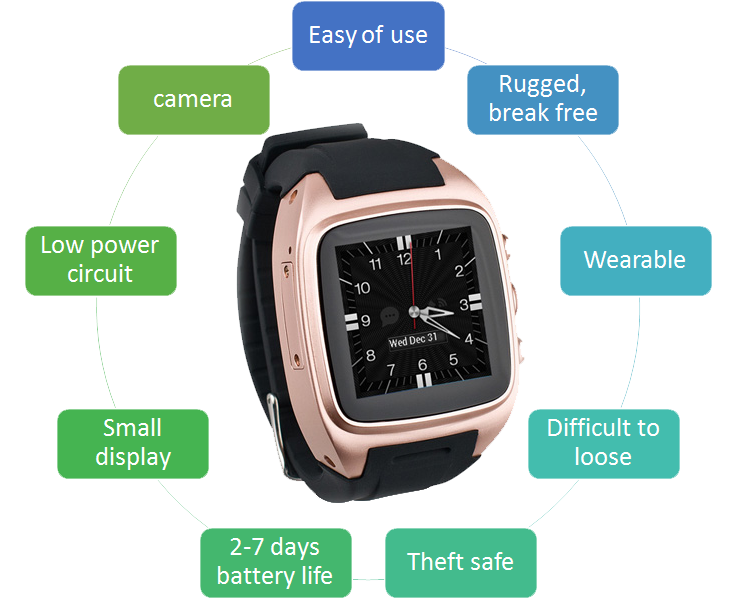 Easy of use
Rugged,
break free
Wearable
Difficult to
loose
Theft safe
2-7 days
battery life
Small
display
Low power
circuit
camera
12
1
2
3
4
5
6
7
8
9
10
11
Wed Dec 31